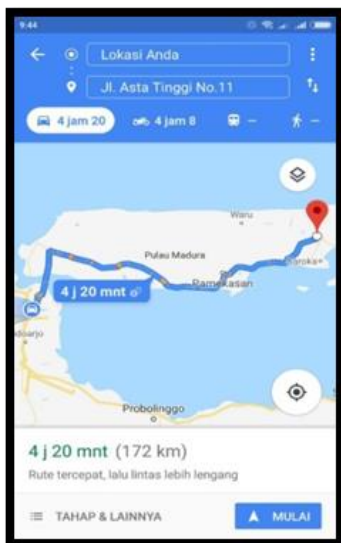 9:44
Lokasi Anda
Jl. Asta Tinggi No.11
4 jam 20
4 jam 8
–
–
Waru
Pulau Madura
4 j 20 mnt
Pamekasan
Probolinggo
4 j 20 mnt (172 km)
Rute tercepat, lalu lintas lebih lengang
TAHAP & LAINNYA
MULAI